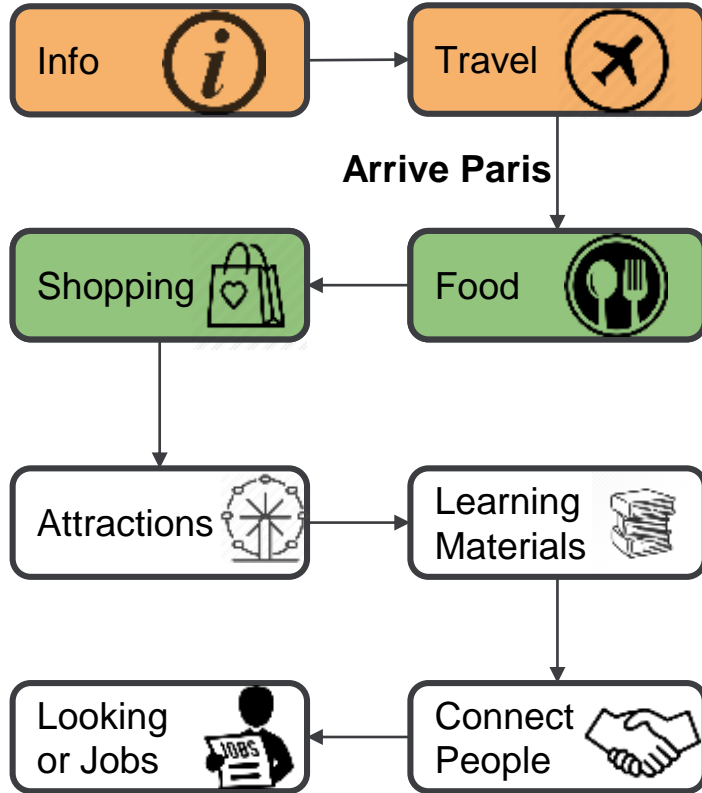 Info
Travel
Arrive Paris
Shopping
Food
Attractions
Learning
Materials
Looking
or Jobs
JOBS
Connect
People